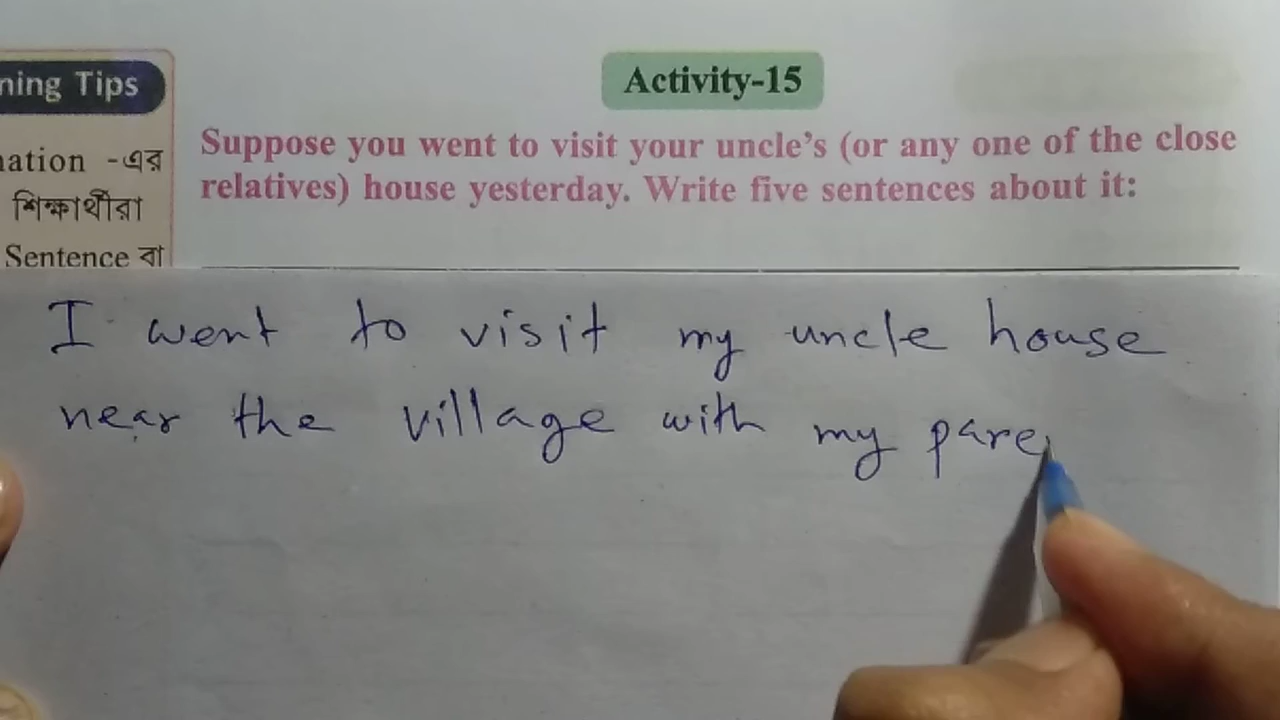 ning Tips
nation -এর
শিক্ষার্থীরা
Sentence বা
Activity-15
Suppose you went to visit your uncle's (or any one of the close
relatives) house yesterday. Write five sentences about it:
I went to visit my uncle house
near the village with my pare